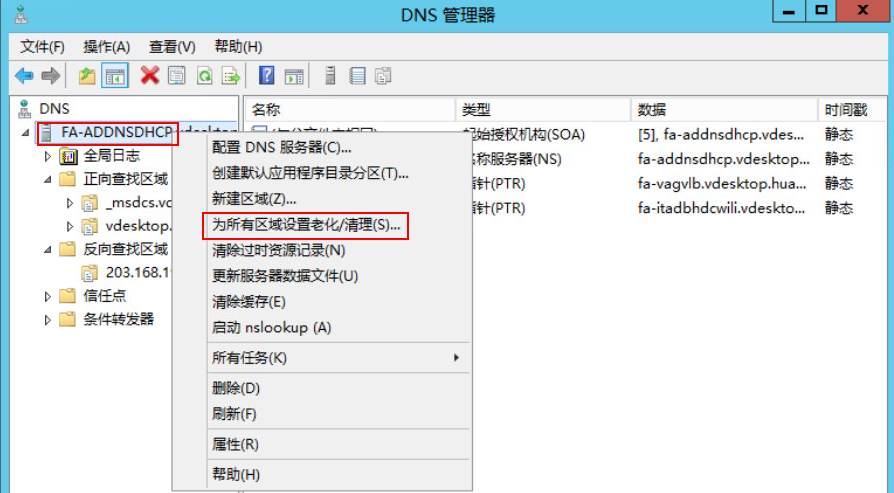 DNS 管理器
文件(F) 操作(A) 查看(V) 帮助(H)
DNS
FA-ADDNSDHCP
全局日志
正向查找区域
_msdcs.vd
vdesktop.
反向查找区域
203.168.1
信任点
条件转发器
名称 类型 数据 时间戳
起始授权机构(SOA) [5], fa-addnsdhcp.vdes... 静态
称服务器(NS) fa-addnsdhcp.vdesktop... 静态
指针(PTR) fa-vagvlb.vdesktop.hua... 静态
指针(PTR) fa-itadbhdcwili.vdeskto... 静态
配置 DNS 服务器(C)...
创建默认应用程序目录分区(T)...
新建区域(Z)...
为所有区域设置老化/清理(S)...
清除过时资源记录(N)
更新服务器数据文件(U)
清除缓存(E)
启动 nslookup (A)
所有任务(K)
删除(D)
刷新(F)
属性(R)
帮助(H)